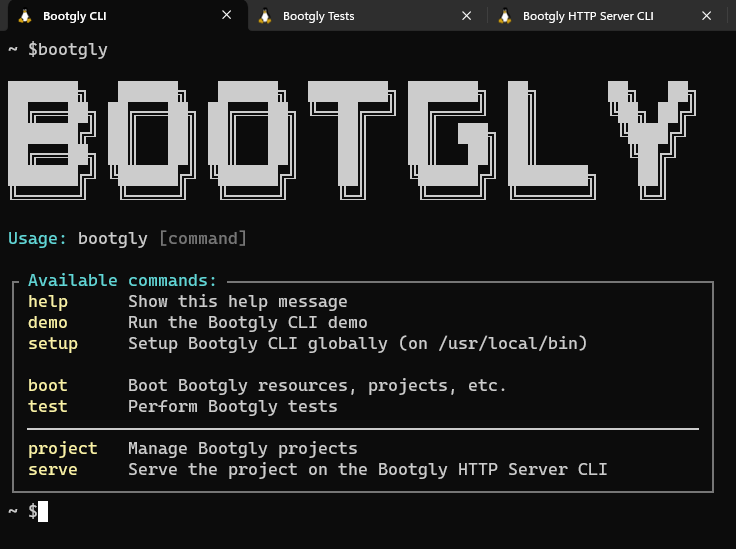 Bootgly CLI
Bootgly Tests
Bootgly HTTP Server CLI
~ $bootgly
BOOTGLY
Usage: bootgly [command]
Available commands:
help Show this help message
demo Run the Bootgly CLI demo
setup Setup Bootgly CLI globally (on /usr/local/bin)
boot Boot Bootgly resources, projects, etc.
test Perform Bootgly tests
project Manage Bootgly projects
serve Serve the project on the Bootgly HTTP Server CLI
~ $